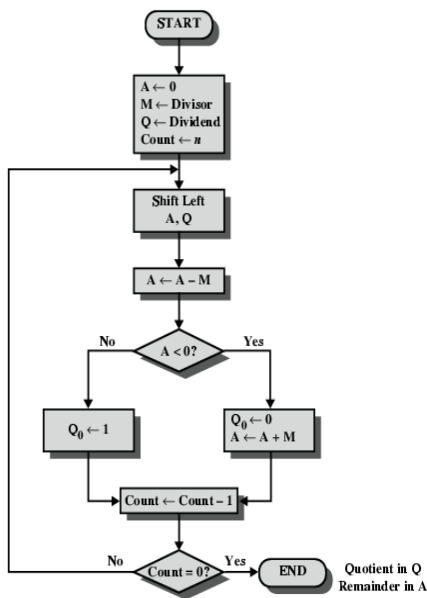 START
A ← 0
M ← Divisor
Q ← Dividend
Count ← n
Shift Left
A, Q
A ← A – M
No
A < 0?
Yes
Q₀ ← 1
Q₀ ← 0
A ← A + M
Count ← Count – 1
No
Count = 0?
Yes
END
Quotient in Q
Remainder in A